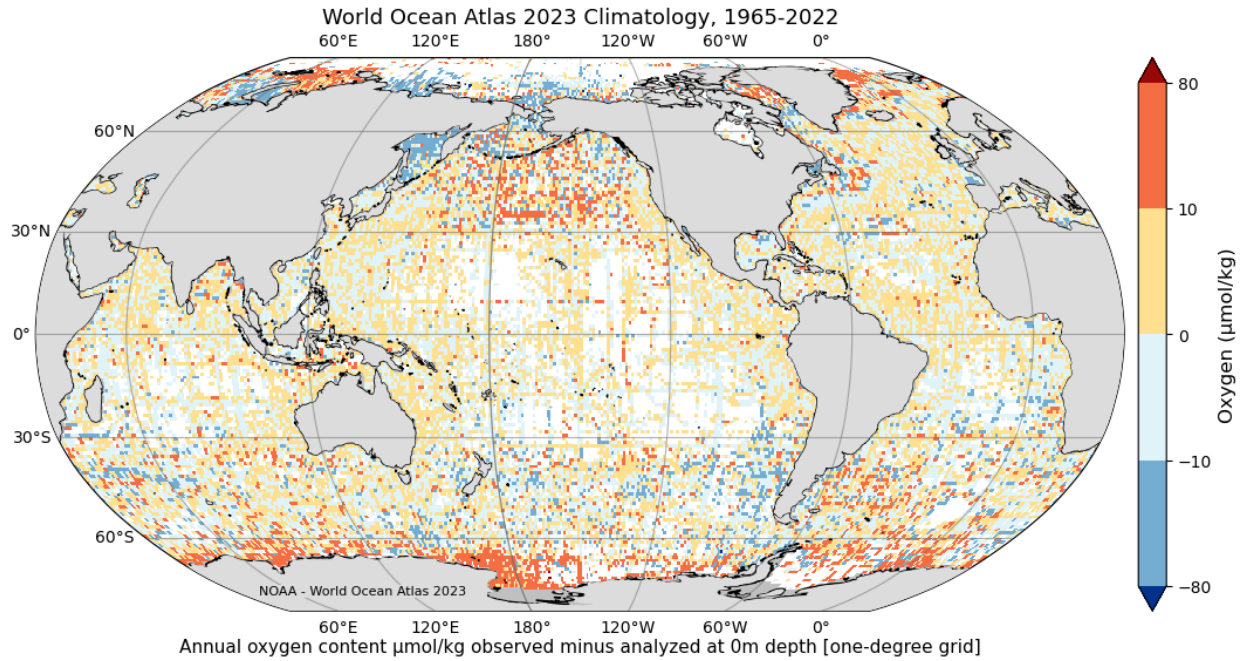 World Ocean Atlas 2023 Climatology, 1965-2022
60°E 120°E 180° 120°W 60°W 0°
60°N
30°N
0°
30°S
60°S
NOAA - World Ocean Atlas 2023
60°E 120°E 180° 120°W 60°W 0°
Annual oxygen content μmol/kg observed minus analyzed at 0m depth [one-degree grid]
80
10
0
−10
−80
Oxygen (μmol/kg)